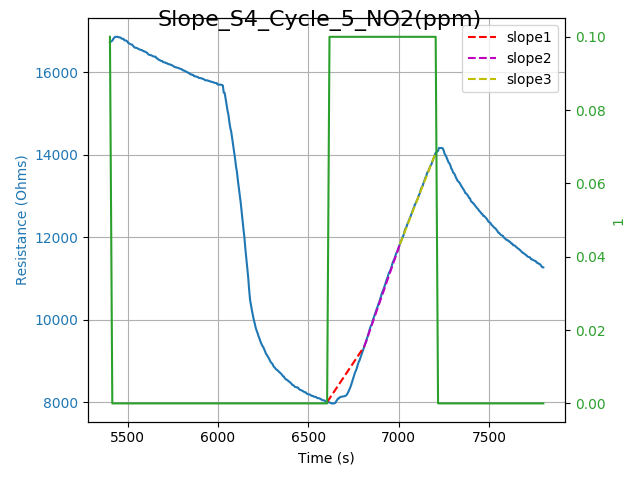 Slope_S4_Cycle_5_NO2(ppm)
slope1
slope2
slope3
Resistance (Ohms)
16000
14000
12000
10000
8000
0.10
0.08
0.06
0.04
0.02
0.00
1
5500 6000 6500 7000 7500
Time (s)